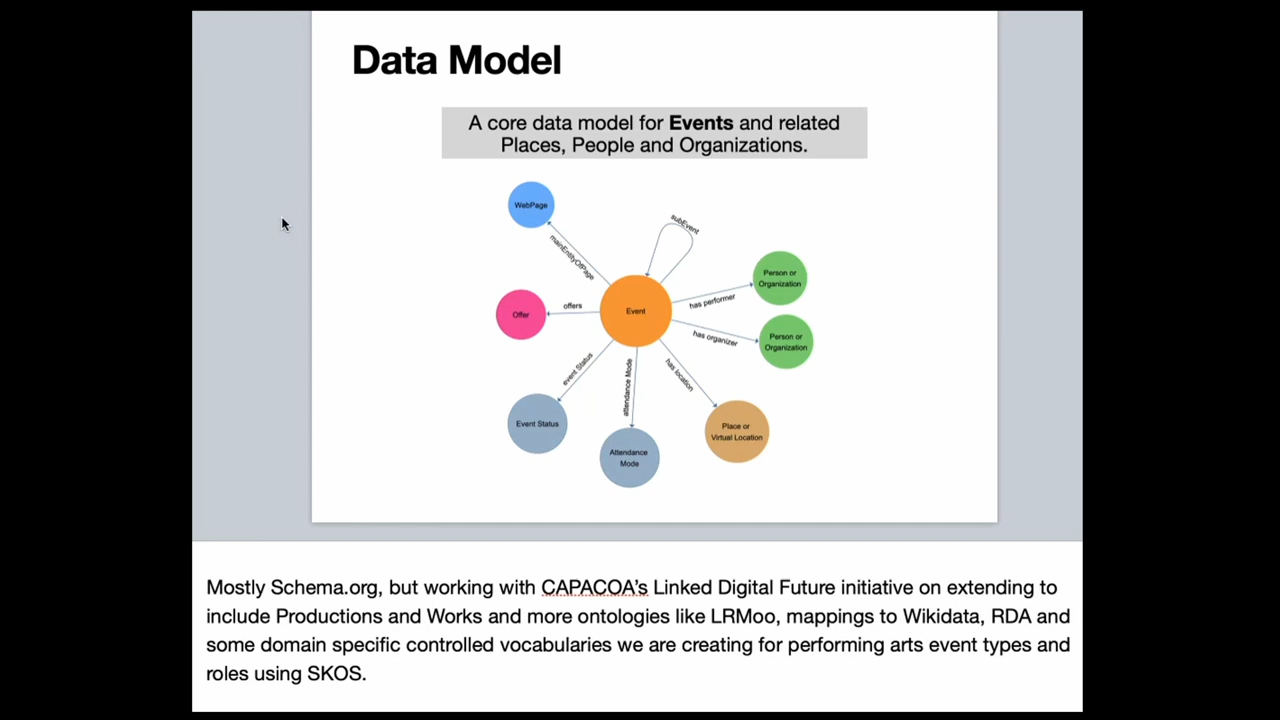 Data Model
A core data model for Events and related
Places, People and Organizations.
WebPage
subEvent
mainEntityOfPage
Person or
Organization
has performer
offers
Event
Offer
has organizer
Person or
Organization
event Status
attendance Mode
has location
Event Status
Place or
Virtual Location
Attendance
Mode
Mostly Schema.org, but working with CAPACOA's Linked Digital Future initiative on extending to
include Productions and Works and more ontologies like LRMoo, mappings to Wikidata, RDA and
some domain specific controlled vocabularies we are creating for performing arts event types and
roles using SKOS.